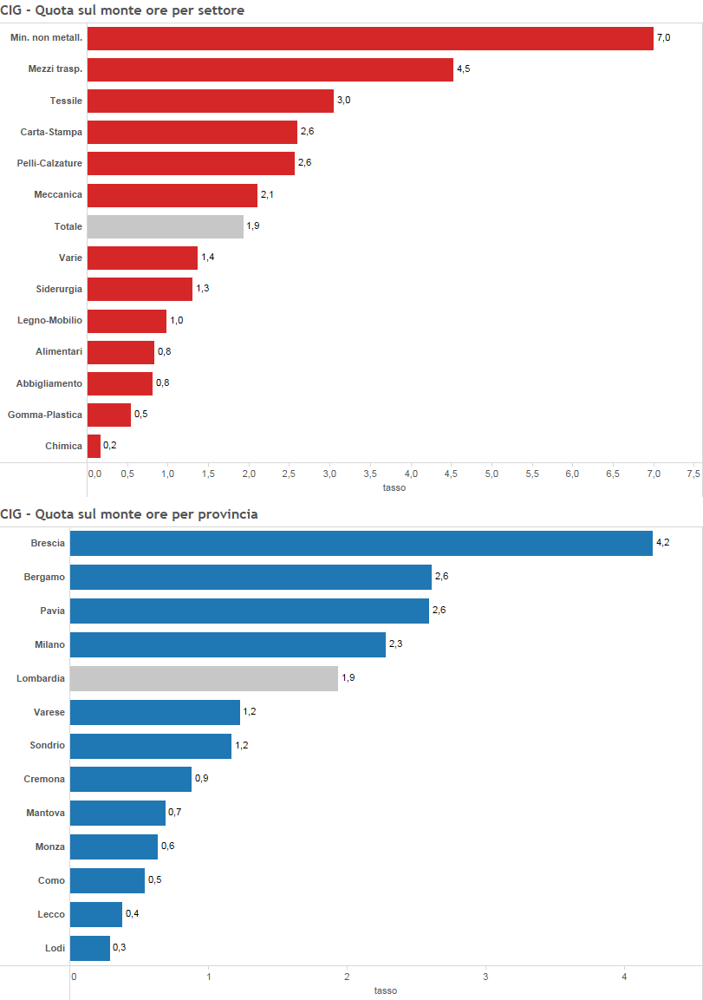 CIG - Quota sul monte ore per settore
Min. non metall. 7,0
Mezzi trasp. 4,5
Tessile 3,0
Carta-Stampa 2,6
Pelli-Calzature 2,6
Meccanica 2,1
Totale 1,9
Varie 1,4
Siderurgia 1,3
Legno-Mobilio 1,0
Alimentari 0,8
Abbigliamento 0,8
Gomma-Plastica 0,5
Chimica 0,2
0,0 0,5 1,0 1,5 2,0 2,5 3,0 3,5 4,0 4,5 5,0 5,5 6,0 6,5 7,0 7,5
tasso
CIG - Quota sul monte ore per provincia
Brescia 4,2
Bergamo 2,6
Pavia 2,6
Milano 2,3
Lombardia 1,9
Varese 1,2
Sondrio 1,2
Cremona 0,9
Mantova 0,7
Monza 0,6
Como 0,5
Lecco 0,4
Lodi 0,3
0 1 2 3 4
tasso